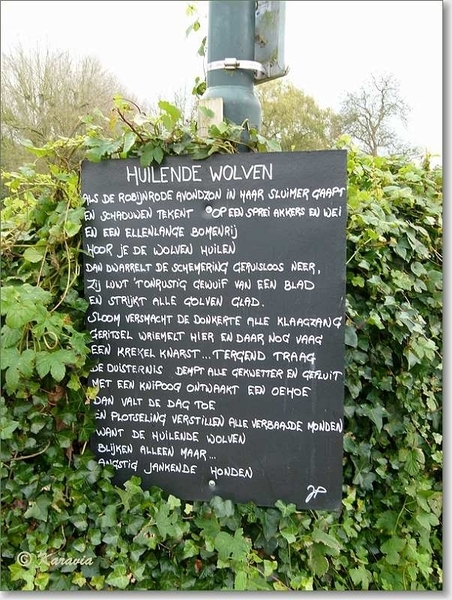 HUILENDE WOLVEN
ALS DE ROBIJNRODE AVONDZON IN HAAR SLUIMER GAAPT
EN SCHADUWEN TEKENT OP EEN SPREI AKKERS EN WEI
EN EEN ELLENLANGE BOMENRIJ
HOOR JE DE WOLVEN HUILEN
DAN DWARRELT DE SCHEMERING GERUISLOOS NEER,
ZIJ LUWT 'T ONRUSTIG GEWUIF VAN EEN BLAD
EN STRIJKT ALLE GOLVEN GLAD.
SLOOM VERSMACHT DE DONKERTE ALLE KLAAGZANG
GERITSEL WRIEMELT HIER EN DAAR NOG VAAG
EEN KREKEL KNARST... TERGEND TRAAG
DE DUISTERNIS DEMPT ALLE GEKWETTER EN GEFLUIT
MET EEN KNIPOOG ONTWAAKT EEN OEHOE
DAN VALT DE DAG TOE
EN PLOTSELING VERSTILLEN ALLE VERBAASDE MONDEN
WANT DE HUILENDE WOLVEN
BLIJKEN ALLEEN MAAR...
ANGSTIG JANKENDE HONDEN
JP
© Karavia